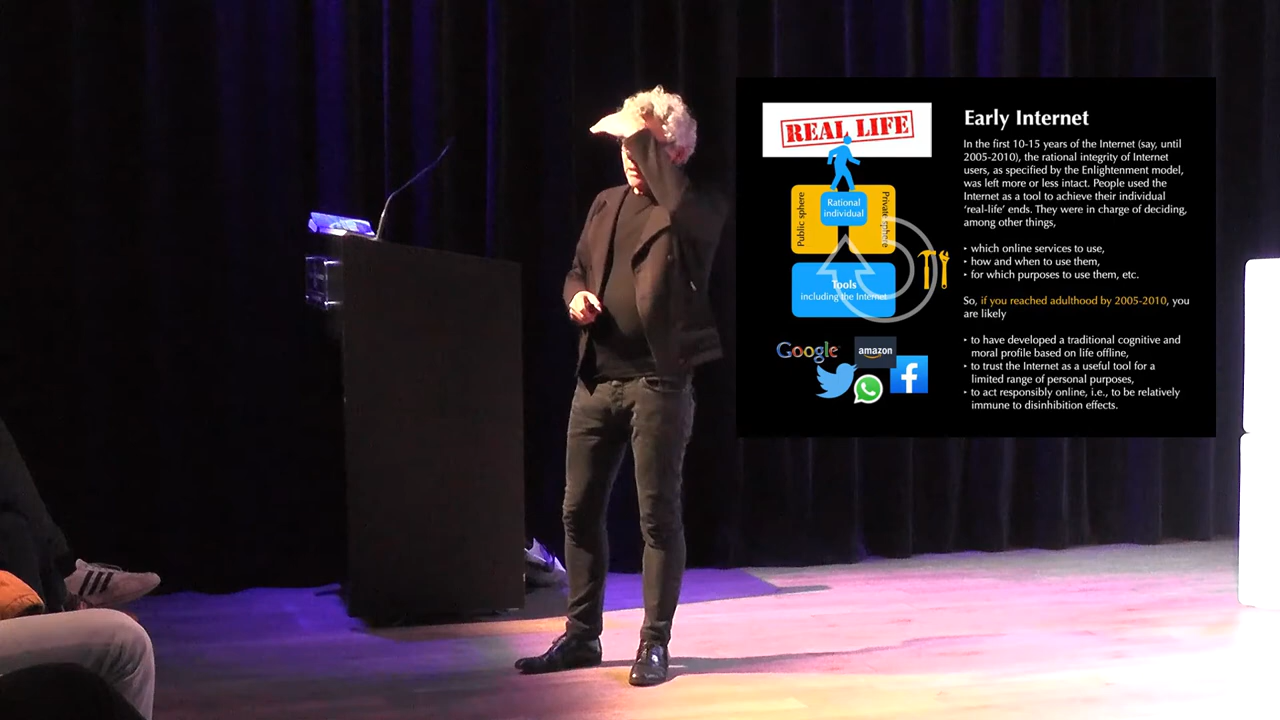 REAL LIFE
Public sphere
Rational
individual
Private sphere
Tools
including the Internet
Google
amazon
Early Internet
In the first 10-15 years of the Internet (say, until
2005-2010), the rational integrity of Internet
users, as specified by the Enlightenment model,
was left more or less intact. People used the
Internet as a tool to achieve their individual
‘real-life’ ends. They were in charge of deciding,
among other things,
‣ which online services to use,
‣ how and when to use them,
‣ for which purposes to use them, etc.
So, if you reached adulthood by 2005-2010, you
are likely
‣ to have developed a traditional cognitive and
moral profile based on life offline,
‣ to trust the Internet as a useful tool for a
limited range of personal purposes,
‣ to act responsibly online, i.e., to be relatively
immune to disinhibition effects.